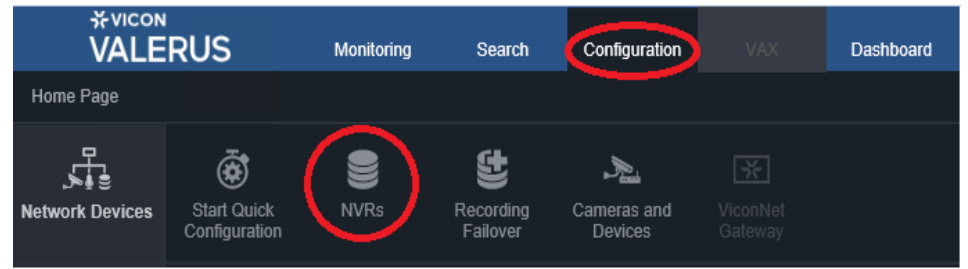 VICON
VALERUS
Monitoring
Search
Configuration
VAX
Dashboard
Home Page
Network Devices
Start Quick
Configuration
NVRs
Recording
Failover
Cameras and
Devices
ViconNet
Gateway